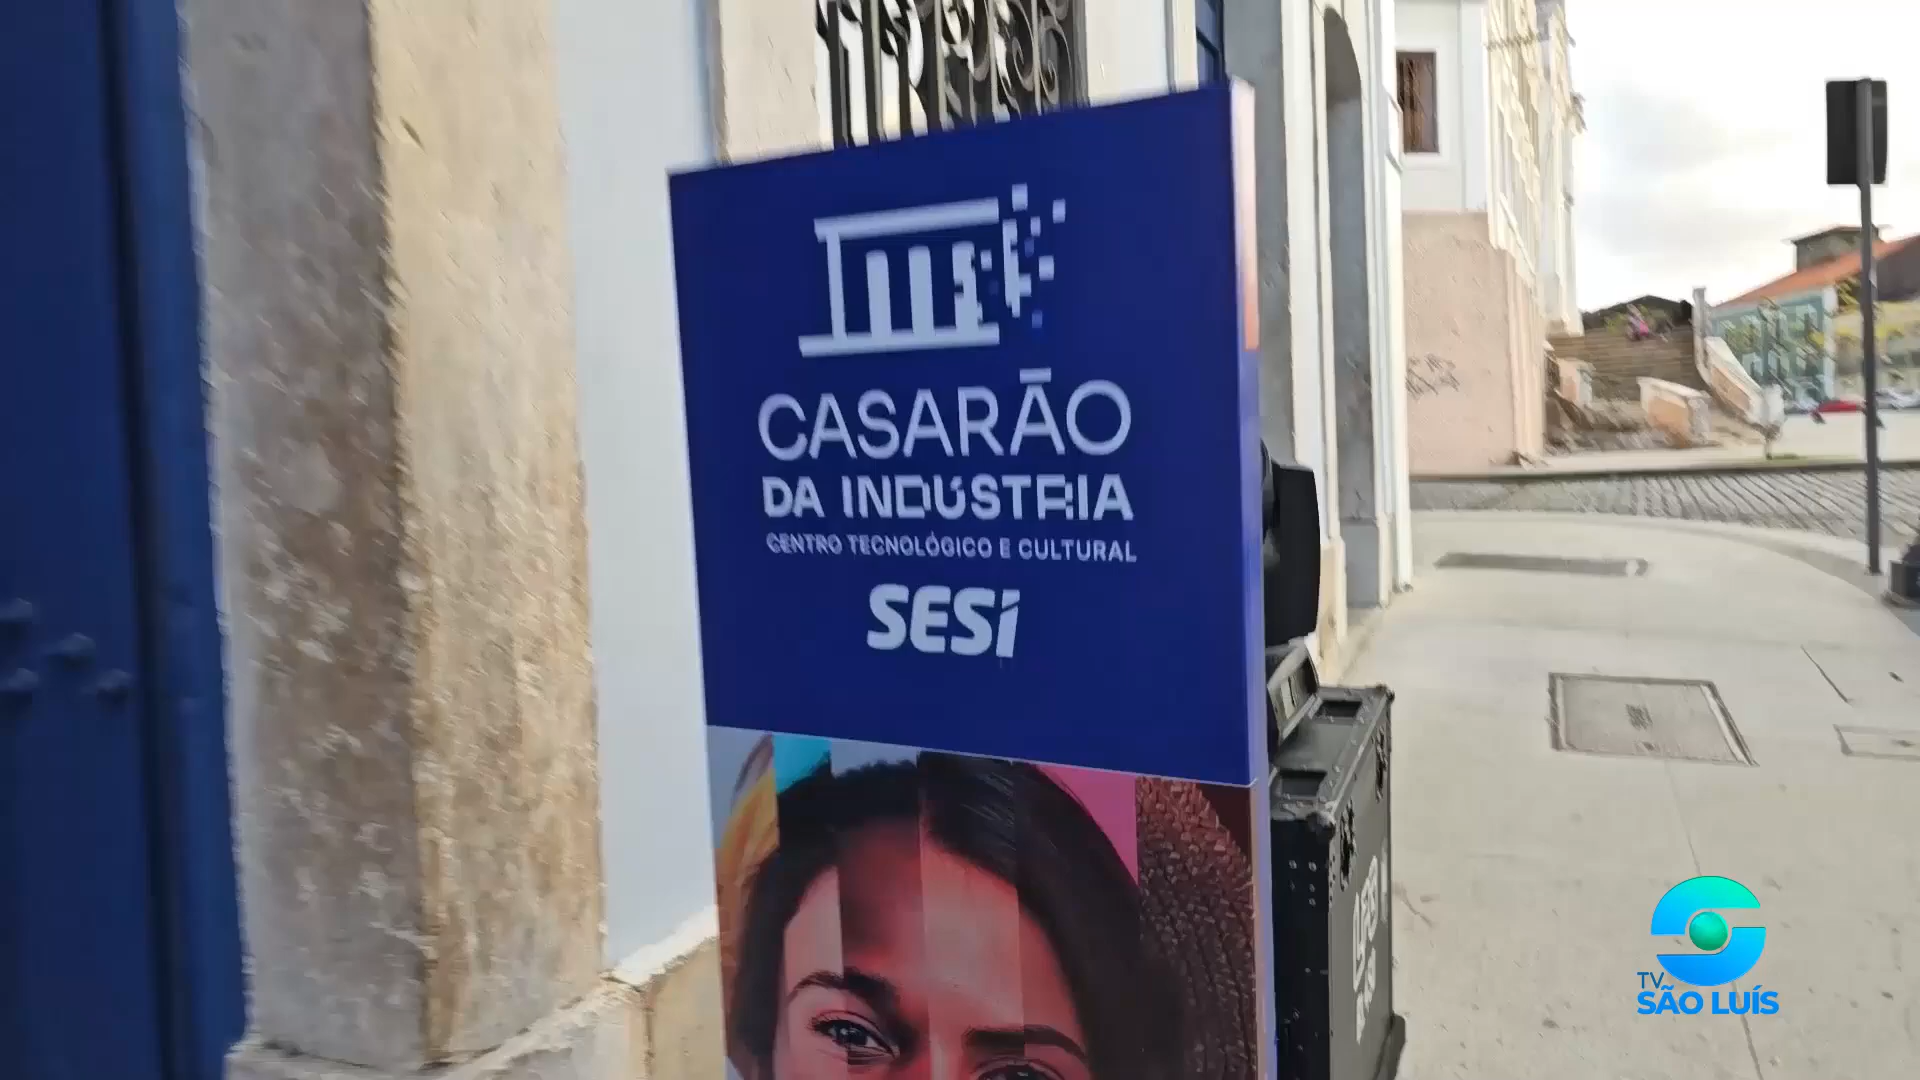 CASARÃO
DA INDÚSTRIA
CENTRO TECNOLÓGICO E CULTURAL
SESI
TV
SÃO LUÍS